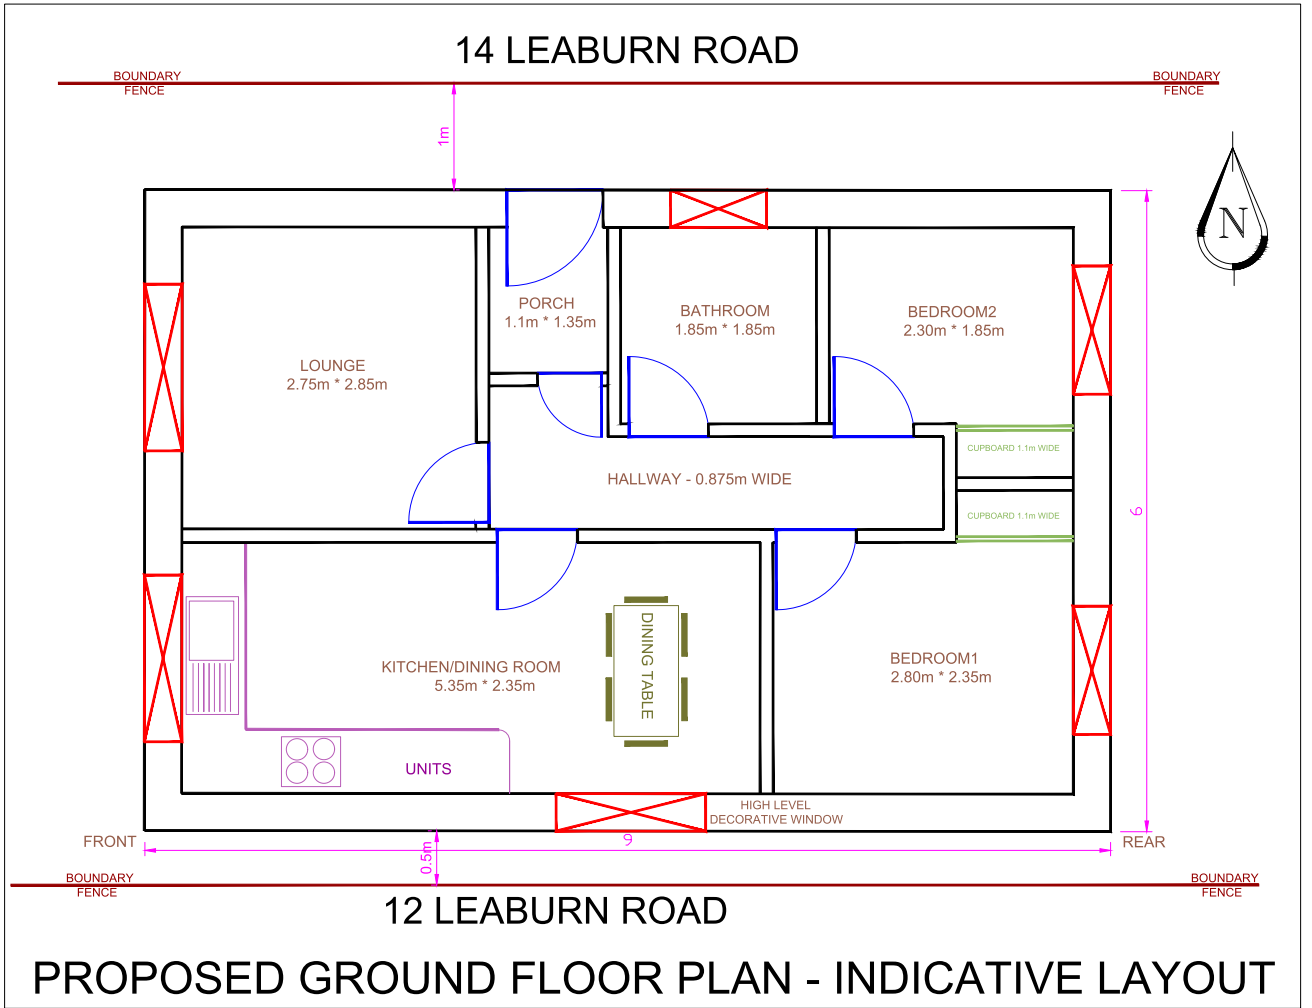 14 LEABURN ROAD
BOUNDARY
FENCE
BOUNDARY
FENCE
1m
N
PORCH
1.1m * 1.35m
BATHROOM
1.85m * 1.85m
BEDROOM2
2.30m * 1.85m
LOUNGE
2.75m * 2.85m
CUPBOARD 1.1m WIDE
HALLWAY - 0.875m WIDE
CUPBOARD 1.1m WIDE
6
DINING TABLE
KITCHEN/DINING ROOM
5.35m * 2.35m
BEDROOM1
2.80m * 2.35m
UNITS
HIGH LEVEL
DECORATIVE WINDOW
FRONT
9
REAR
0.5m
BOUNDARY
FENCE
BOUNDARY
FENCE
12 LEABURN ROAD
PROPOSED GROUND FLOOR PLAN - INDICATIVE LAYOUT